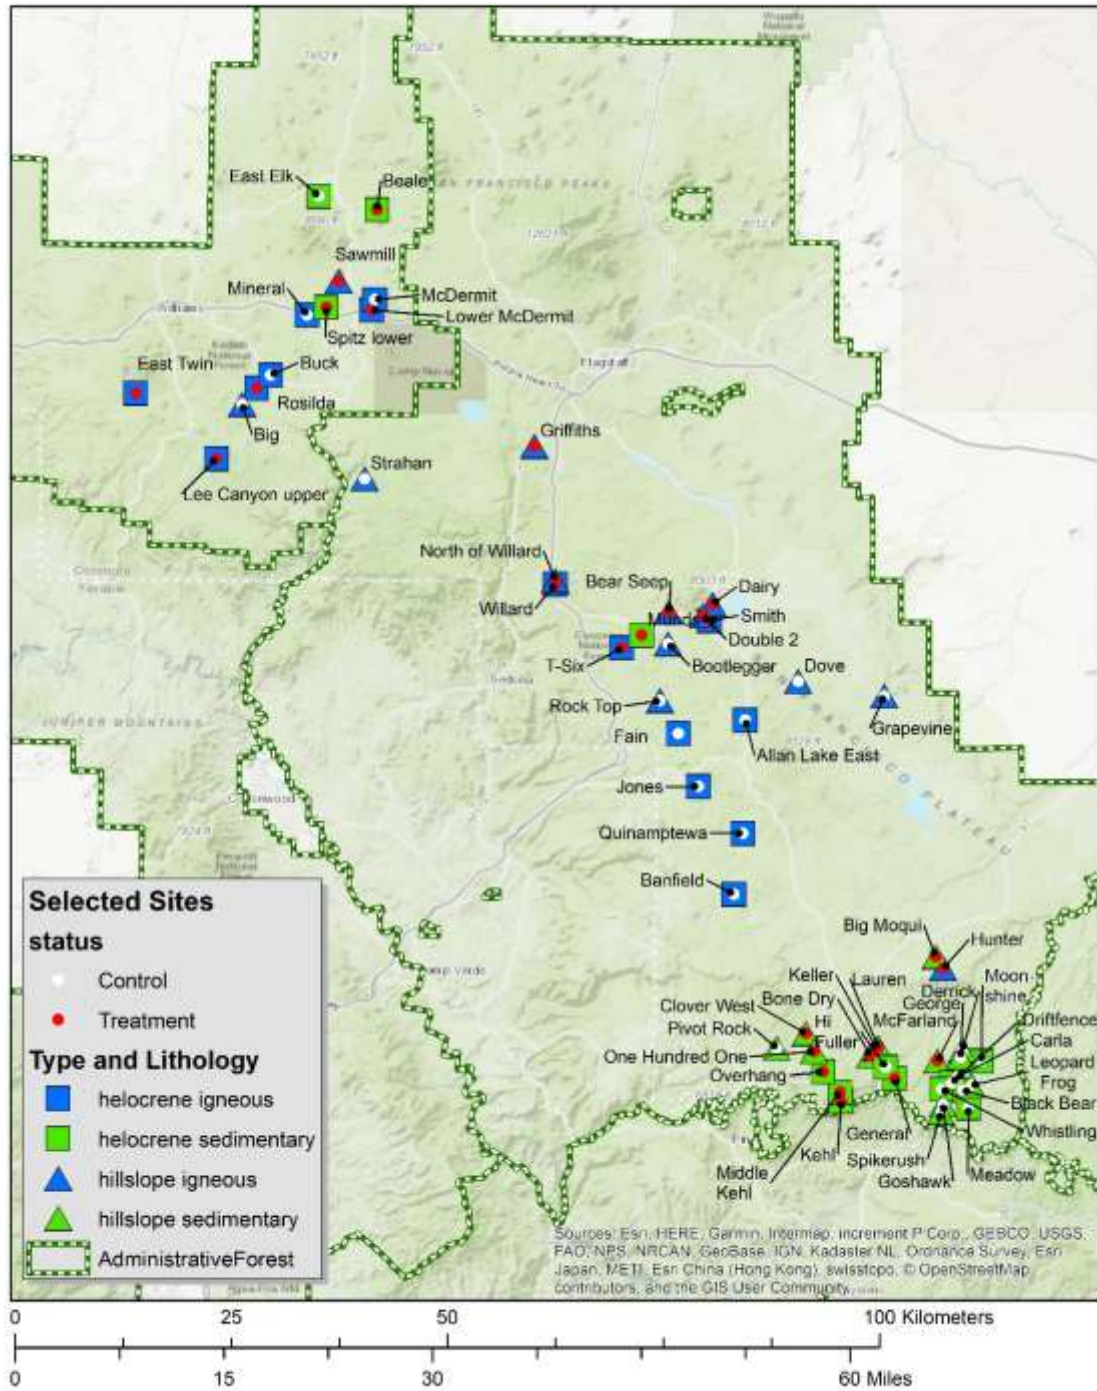 East Elk
Beale
Sawmill
Mineral
McDermit
Lower McDermit
Spitz lower
East Twin
Buck
Rosilda
Big
Lee Canyon upper
Strahan
Griffiths
Flagstaff
North of Willard
Willard
Bear Seep
Dairy
Smith
Double 2
T-Six
Bootlegger
Dove
Rock Top
Fain
Grapevine
Allan Lake East
JUNIPER MOUNTAINS
Jones
Quinamptewa
Banfield
Big Moqui
Hunter
Keller
Lauren
Derrick
Moon
shine
George
Clover West
Bone Dry
McFarland
Driftfence
Pivot Rock
Hi
Fuller
Carla
One Hundred One
Leopard
Overhang
Frog
Black Bear
General
Whistling
Kehl
Spikerush
Middle
Kehl
Goshawk
Meadow
Selected Sites
status
Control
Treatment
Type and Lithology
helocrene igneous
helocrene sedimentary
hillslope igneous
hillslope sedimentary
AdministrativeForest
Sources: Esri, HERE, Garmin, Intermap, increment P Corp., GEBCO, USGS,
FAO, NPS, NRCAN, GeoBase, IGN, Kadaster NL, Ordnance Survey, Esri
Japan, METI, Esri China (Hong Kong), swisstopo, © OpenStreetMap
contributors, and the GIS User Community
0 25 50 100 Kilometers
0 15 30 60 Miles